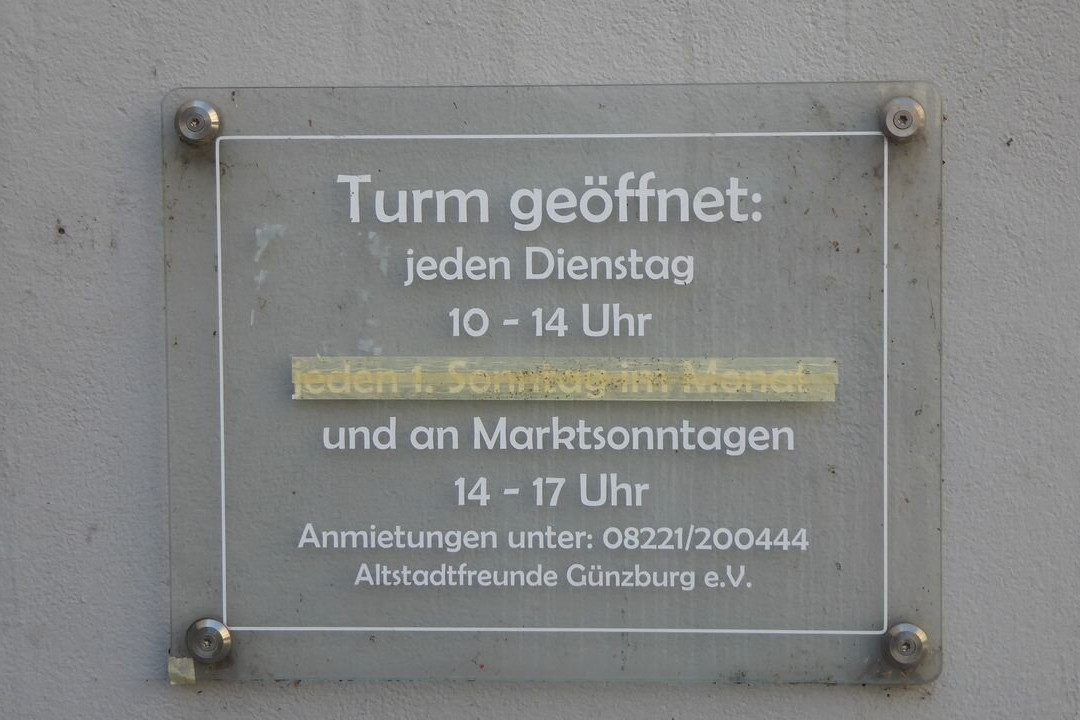 Turm geöffnet:
jeden Dienstag
10 - 14 Uhr
jeden 1. Sonntag im Monat
und an Marktsonntagen
14 - 17 Uhr
Anmietungen unter: 08221/200444
Altstadtfreunde Günzburg e.V.